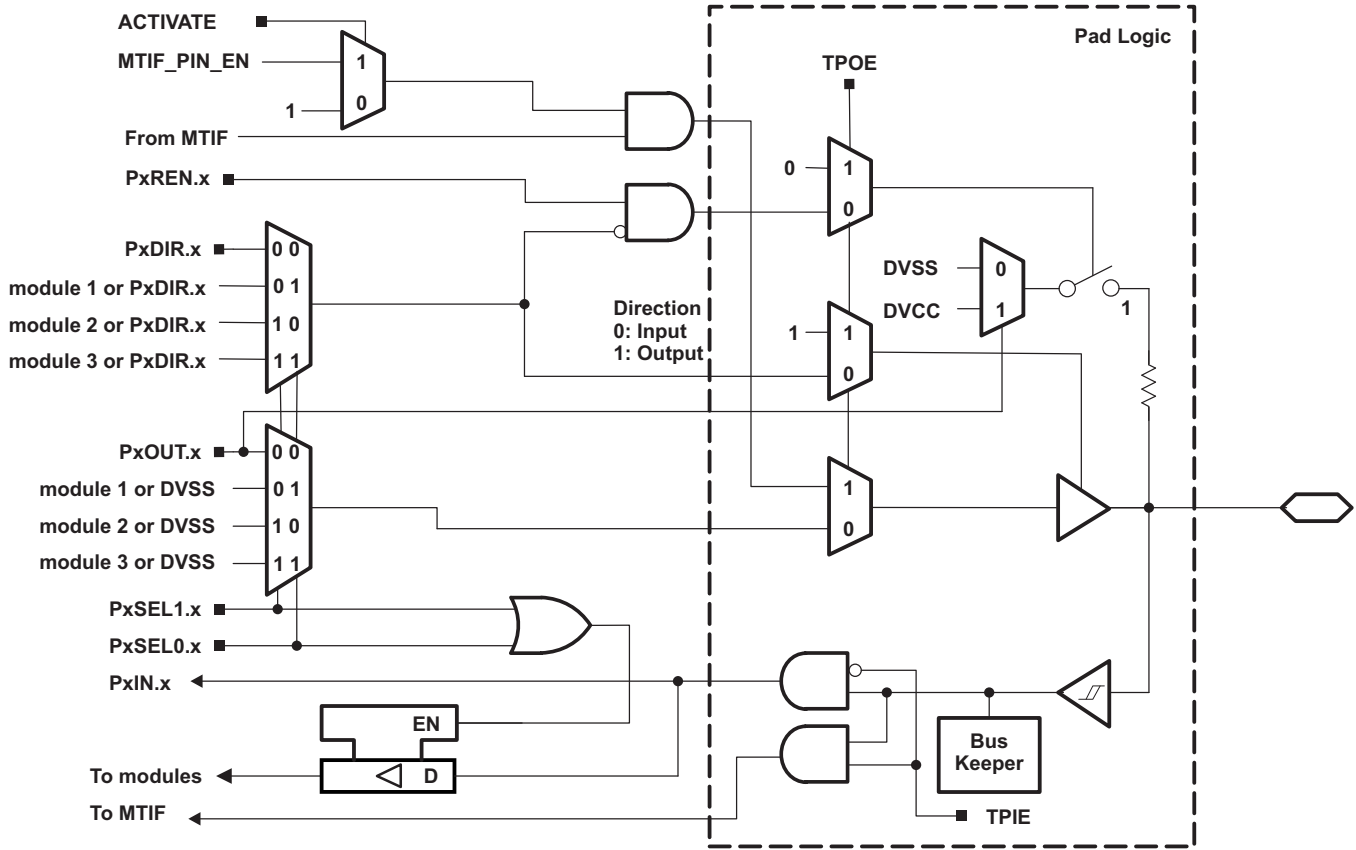 ACTIVATE
Pad Logic
MTIF_PIN_EN
1
TPOE
1
0
From MTIF
0
1
PxREN.x
0
PxDIR.x
0 0
DVSS
0
module 1 or PxDIR.x
0 1
Direction
0: Input
1: Output
DVCC
1
1
module 2 or PxDIR.x
1 0
1
1
module 3 or PxDIR.x
1 1
0
PxOUT.x
0 0
module 1 or DVSS
0 1
1
module 2 or DVSS
1 0
0
module 3 or DVSS
1 1
PxSEL1.x
PxSEL0.x
PxIN.x
EN
Bus
Keeper
To modules
D
To MTIF
TPIE